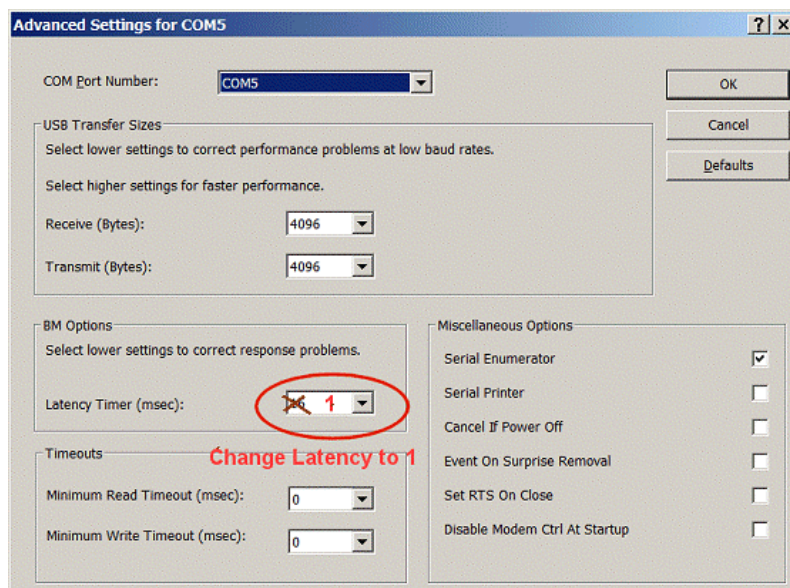 Advanced Settings for COM5
COM Port Number:
COM5
OK
Cancel
Defaults
USB Transfer Sizes
Select lower settings to correct performance problems at low baud rates.
Select higher settings for faster performance.
Receive (Bytes):
4096
Transmit (Bytes):
4096
BM Options
Select lower settings to correct response problems.
Latency Timer (msec):
1
Change Latency to 1
Timeouts
Minimum Read Timeout (msec):
0
Minimum Write Timeout (msec):
0
Miscellaneous Options
Serial Enumerator
Serial Printer
Cancel If Power Off
Event On Surprise Removal
Set RTS On Close
Disable Modem Ctrl At Startup